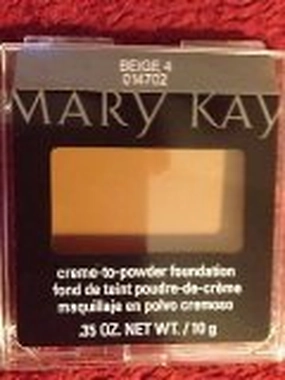 BEIGE 4
014702
MARY KAY
creme-to-powder foundation
fond de teint poudre-de-crème
maquillaje en polvo cremoso
.35 OZ. NET WT. / 10 g